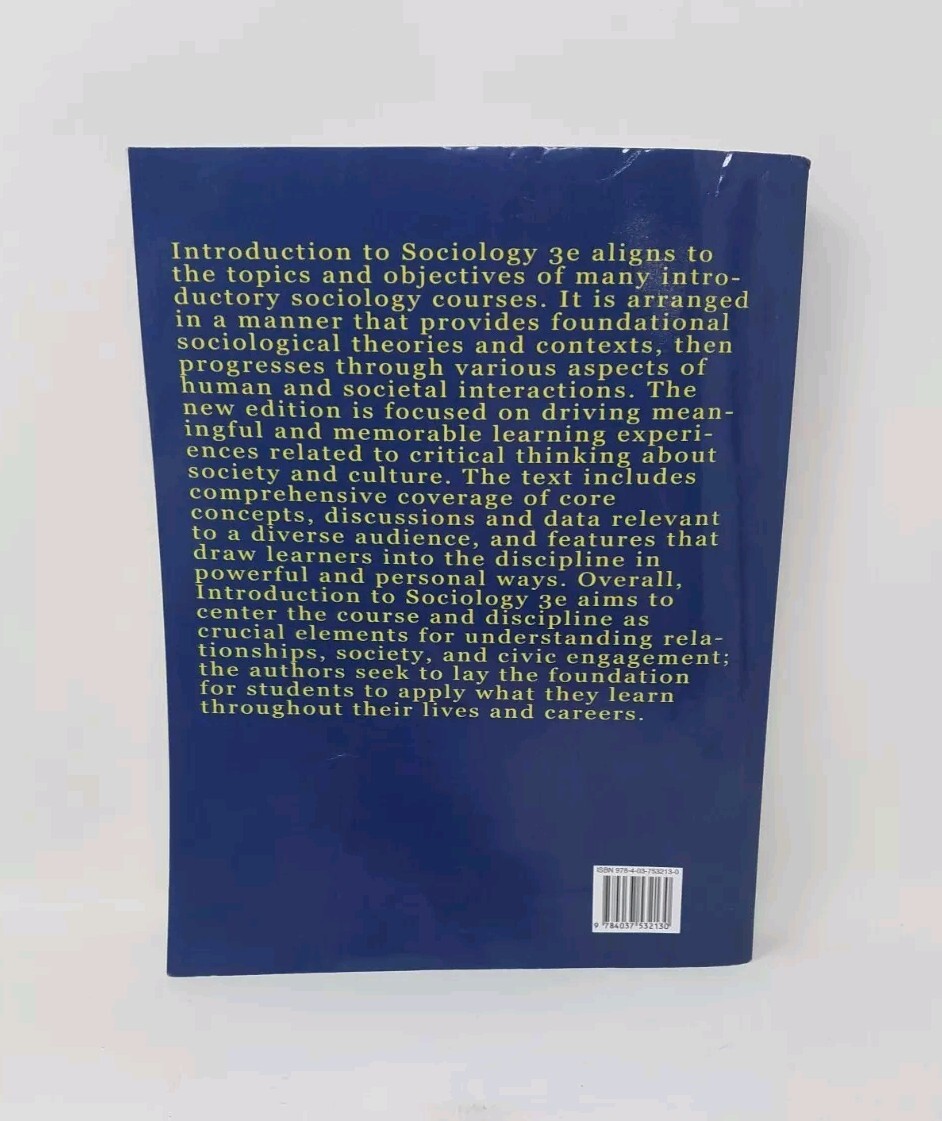 Introduction to Sociology 3e aligns to
the topics and objectives of many intro-
ductory sociology courses. It is arranged
in a manner that provides foundational
sociological theories and contexts, then
progresses through various aspects of
human and societal interactions. The
new edition is focused on driving mean-
ingful and memorable learning experi-
ences related to critical thinking about
society and culture. The text includes
comprehensive coverage of core
concepts, discussions and data relevant
to a diverse audience, and features that
draw learners into the discipline in
powerful and personal ways. Overall,
Introduction to Sociology 3e aims to
center the course and discipline as
crucial elements for understanding rela-
tionships, society, and civic engagement;
the authors seek to lay the foundation
for students to apply what they learn
throughout their lives and careers.
ISBN 978-4-03-753213-0
9 784037 532130